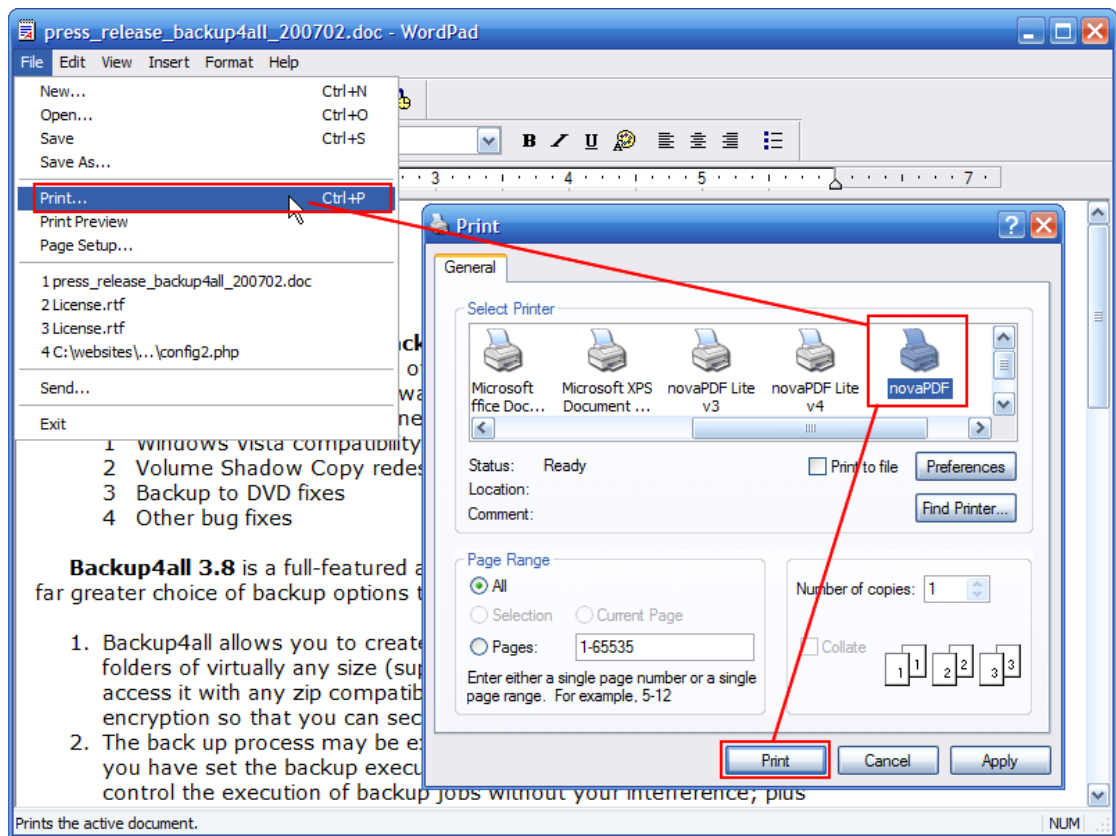 press_release_backup4all_200702.doc - WordPad
File Edit View Insert Format Help
New... Ctrl+N
Open... Ctrl+O
Save Ctrl+S
Save As...
Print... Ctrl+P
Print Preview
Page Setup...
1 press_release_backup4all_200702.doc
2 License.rtf
3 License.rtf
4 C:\websites\...\config2.php
Send...
Exit
B / U
3 4 5 7
1 Windows Vista compatibility
2 Volume Shadow Copy redes
3 Backup to DVD fixes
4 Other bug fixes
Backup4all 3.8 is a full-featured a
far greater choice of backup options t
1. Backup4all allows you to create
folders of virtually any size (sup
access it with any zip compatib
encryption so that you can sec
2. The back up process may be ex
you have set the backup execu
control the execution of backup jobs without your interference; plus
Print
General
Select Printer
Microsoft
ffice Doc...
Microsoft XPS
Document ...
novaPDF Lite
v3
novaPDF Lite
v4
novaPDF
Status: Ready
Location:
Comment:
Print to file
Preferences
Find Printer...
Page Range
All
Selection Current Page
Pages: 1-65535
Enter either a single page number or a single
page range. For example, 5-12
Number of copies: 1
Collate
1 1 2 2 3 3
Print Cancel Apply
Prints the active document. NUM